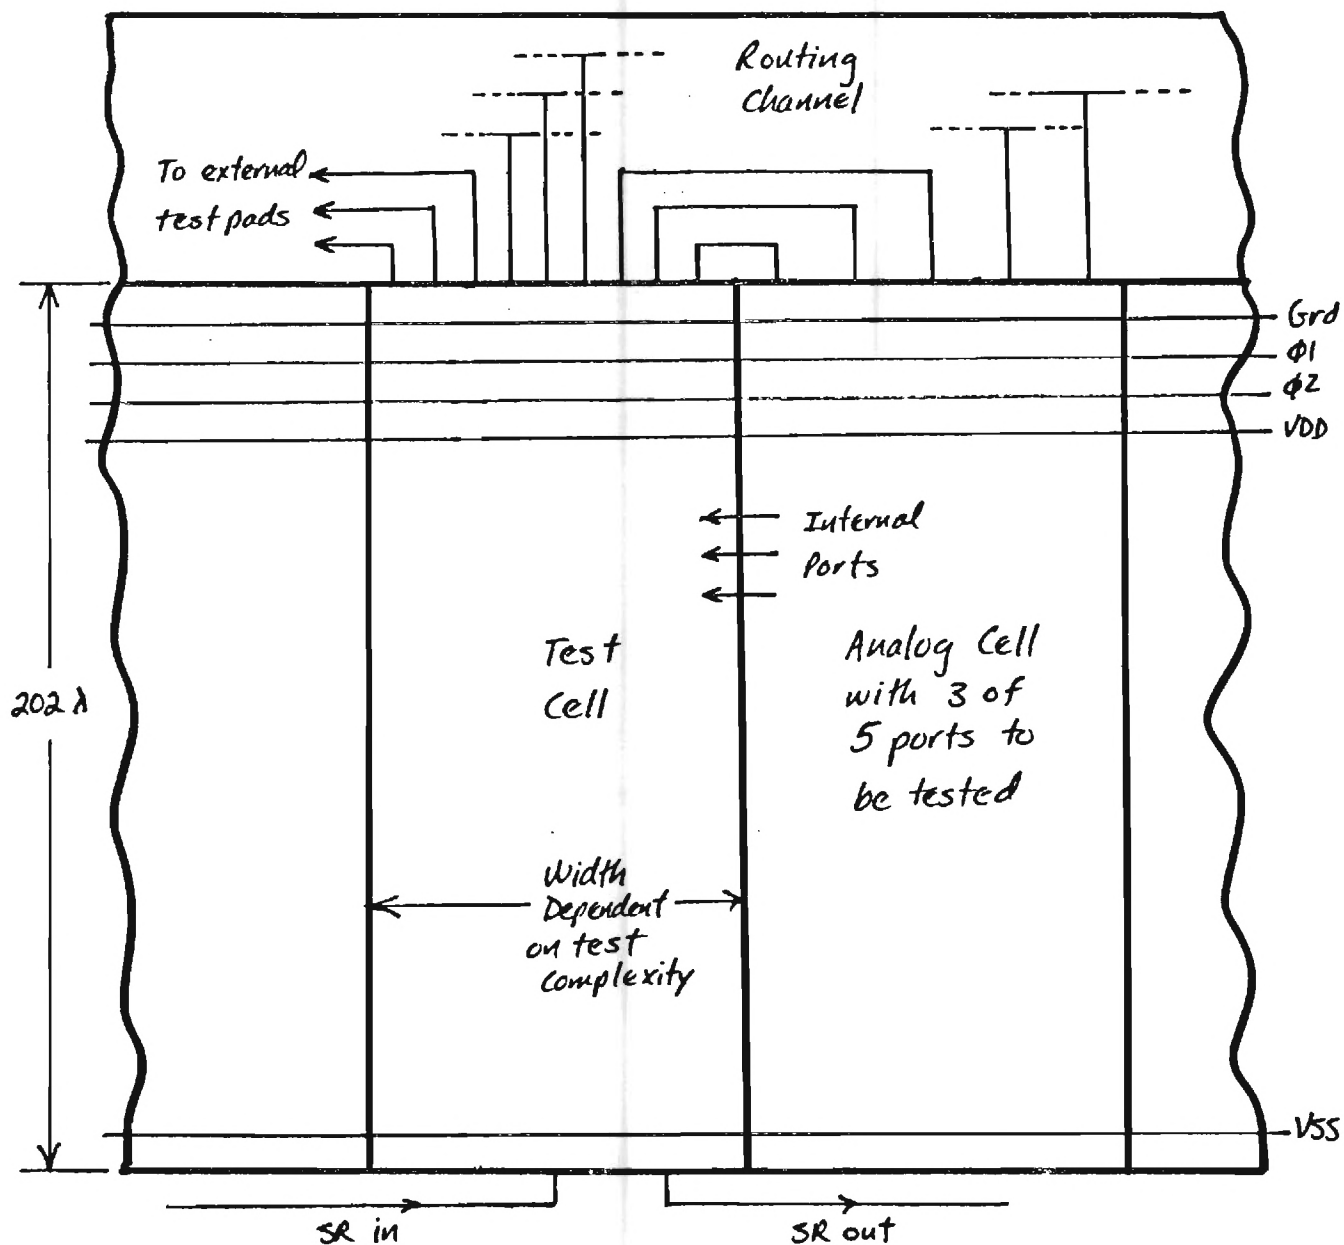 Routing
Channel
To external
test pads
Grd
φ1
φ2
VDD
Internal
Ports
Test
Cell
Analog Cell
with 3 of
5 ports to
be tested
202 λ
Width
Dependent
on test
Complexity
VSS
SR in
SR out